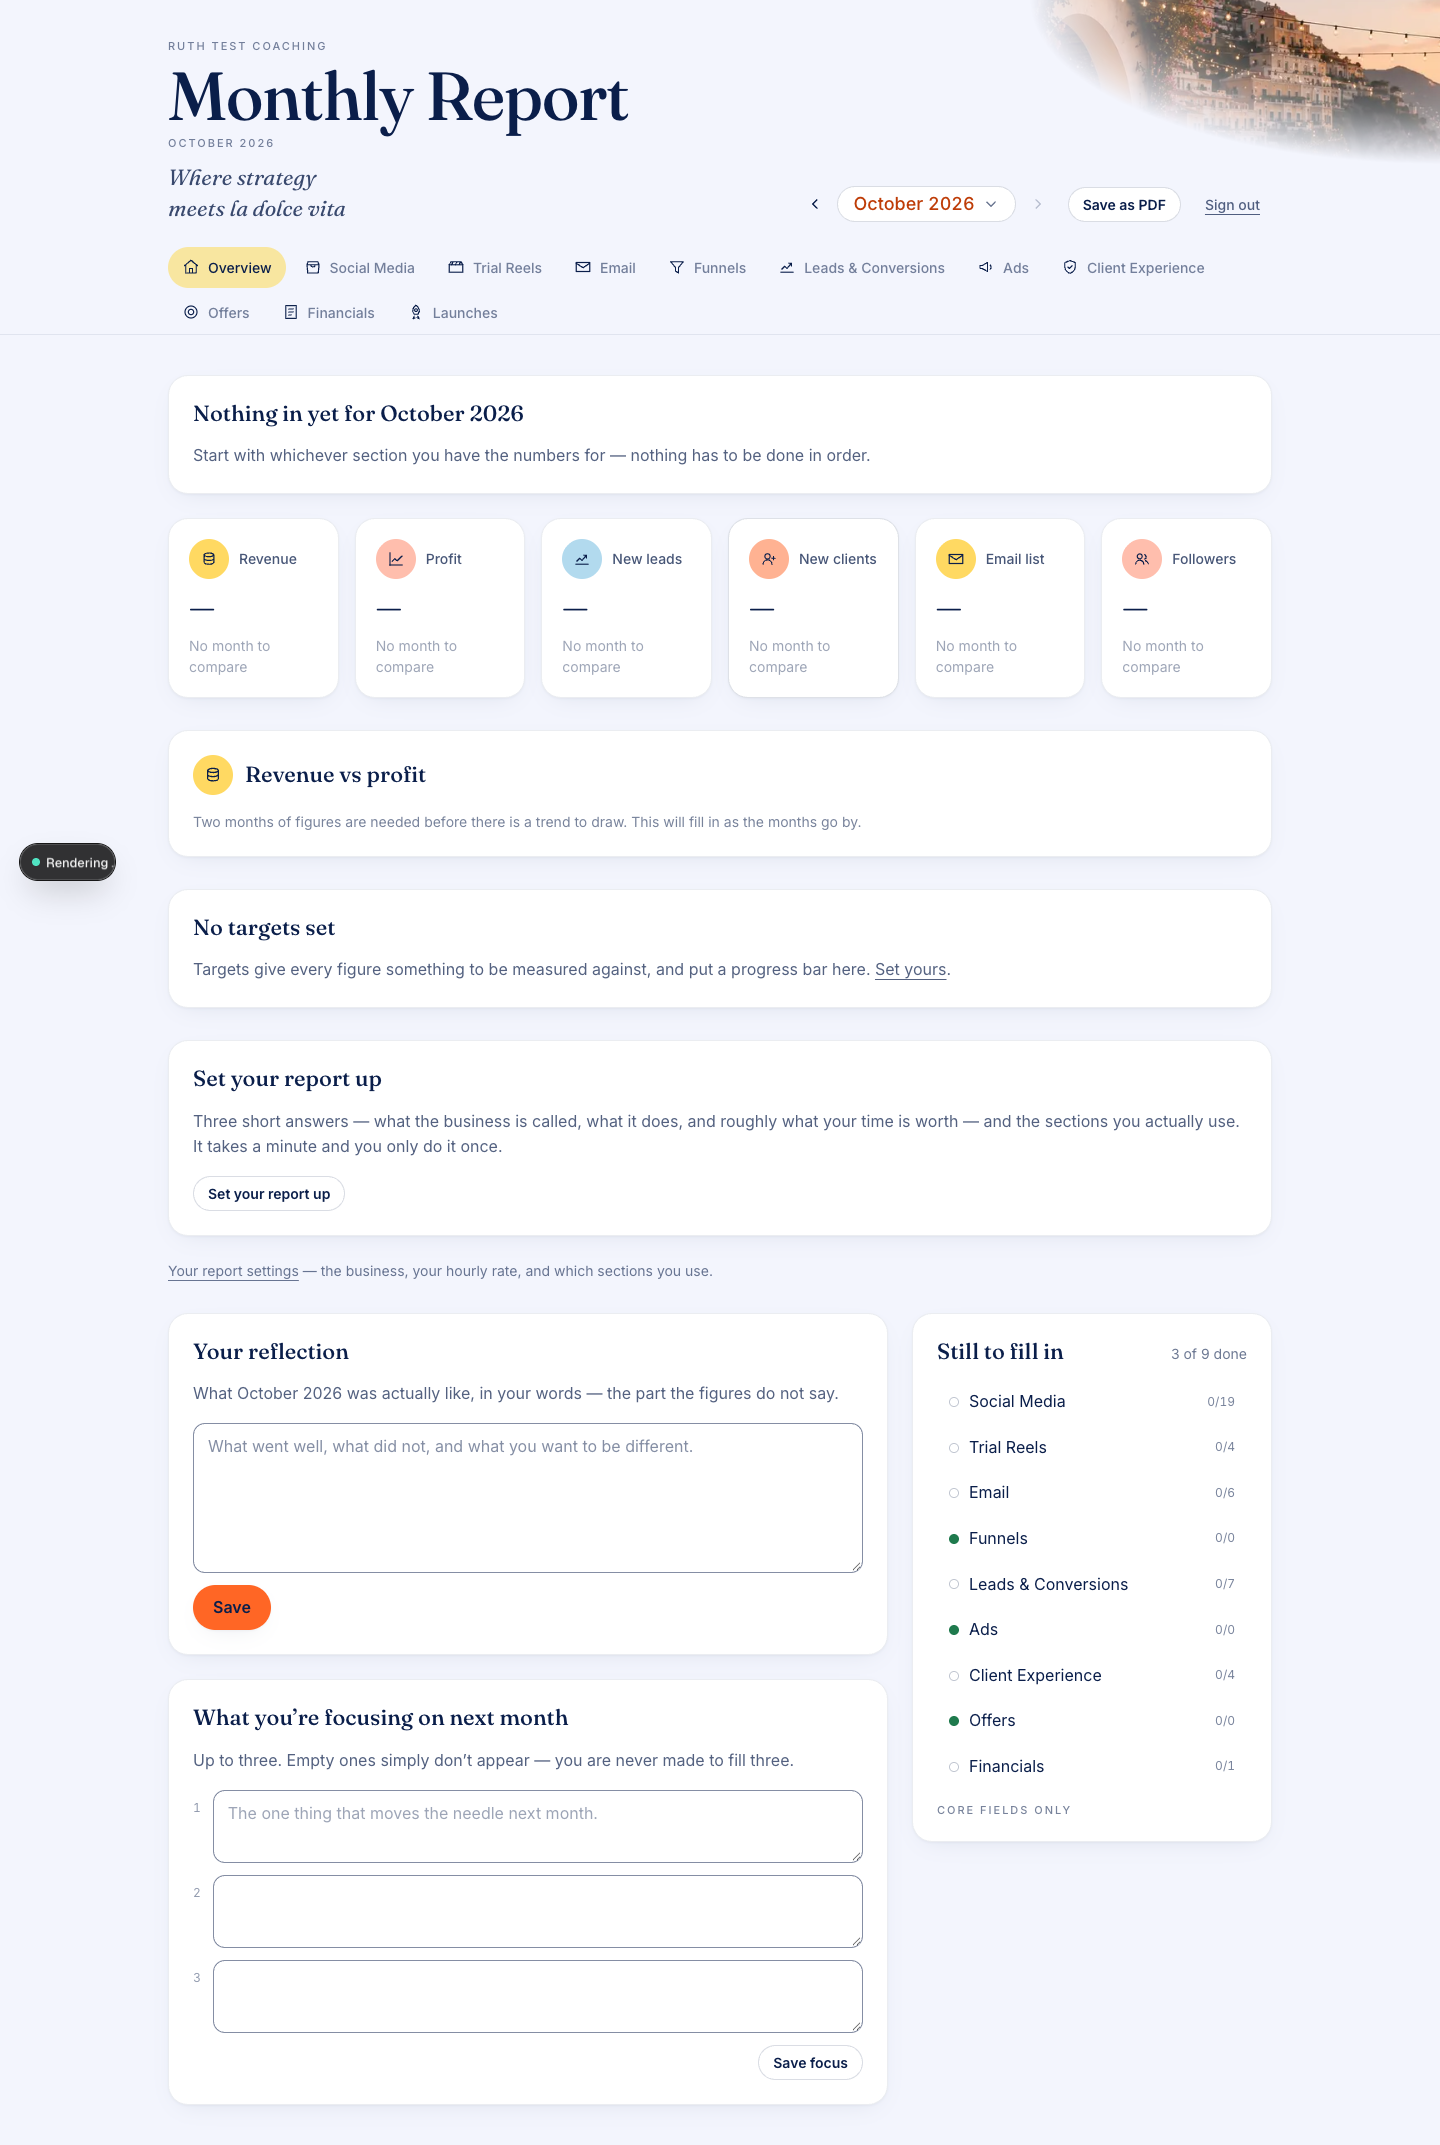 RUTH TEST COACHING
Monthly Report
OCTOBER 2026
Where strategy
meets la dolce vita
October 2026
Save as PDF
Sign out
Overview
Social Media
Trial Reels
Email
Funnels
Leads & Conversions
Ads
Client Experience
Offers
Financials
Launches
Nothing in yet for October 2026
Start with whichever section you have the numbers for — nothing has to be done in order.
Revenue
—
No month to
compare
Profit
—
No month to
compare
New leads
—
No month to
compare
New clients
—
No month to
compare
Email list
—
No month to
compare
Followers
—
No month to
compare
Revenue vs profit
Two months of figures are needed before there is a trend to draw. This will fill in as the months go by.
Rendering
No targets set
Targets give every figure something to be measured against, and put a progress bar here. Set yours.
Set your report up
Three short answers — what the business is called, what it does, and roughly what your time is worth — and the sections you actually use.
It takes a minute and you only do it once.
Set your report up
Your report settings — the business, your hourly rate, and which sections you use.
Your reflection
What October 2026 was actually like, in your words — the part the figures do not say.
What went well, what did not, and what you want to be different.
Save
What you’re focusing on next month
Up to three. Empty ones simply don’t appear — you are never made to fill three.
1
The one thing that moves the needle next month.
2
3
Save focus
Still to fill in
3 of 9 done
Social Media 0/19
Trial Reels 0/4
Email 0/6
Funnels 0/0
Leads & Conversions 0/7
Ads 0/0
Client Experience 0/4
Offers 0/0
Financials 0/1
CORE FIELDS ONLY